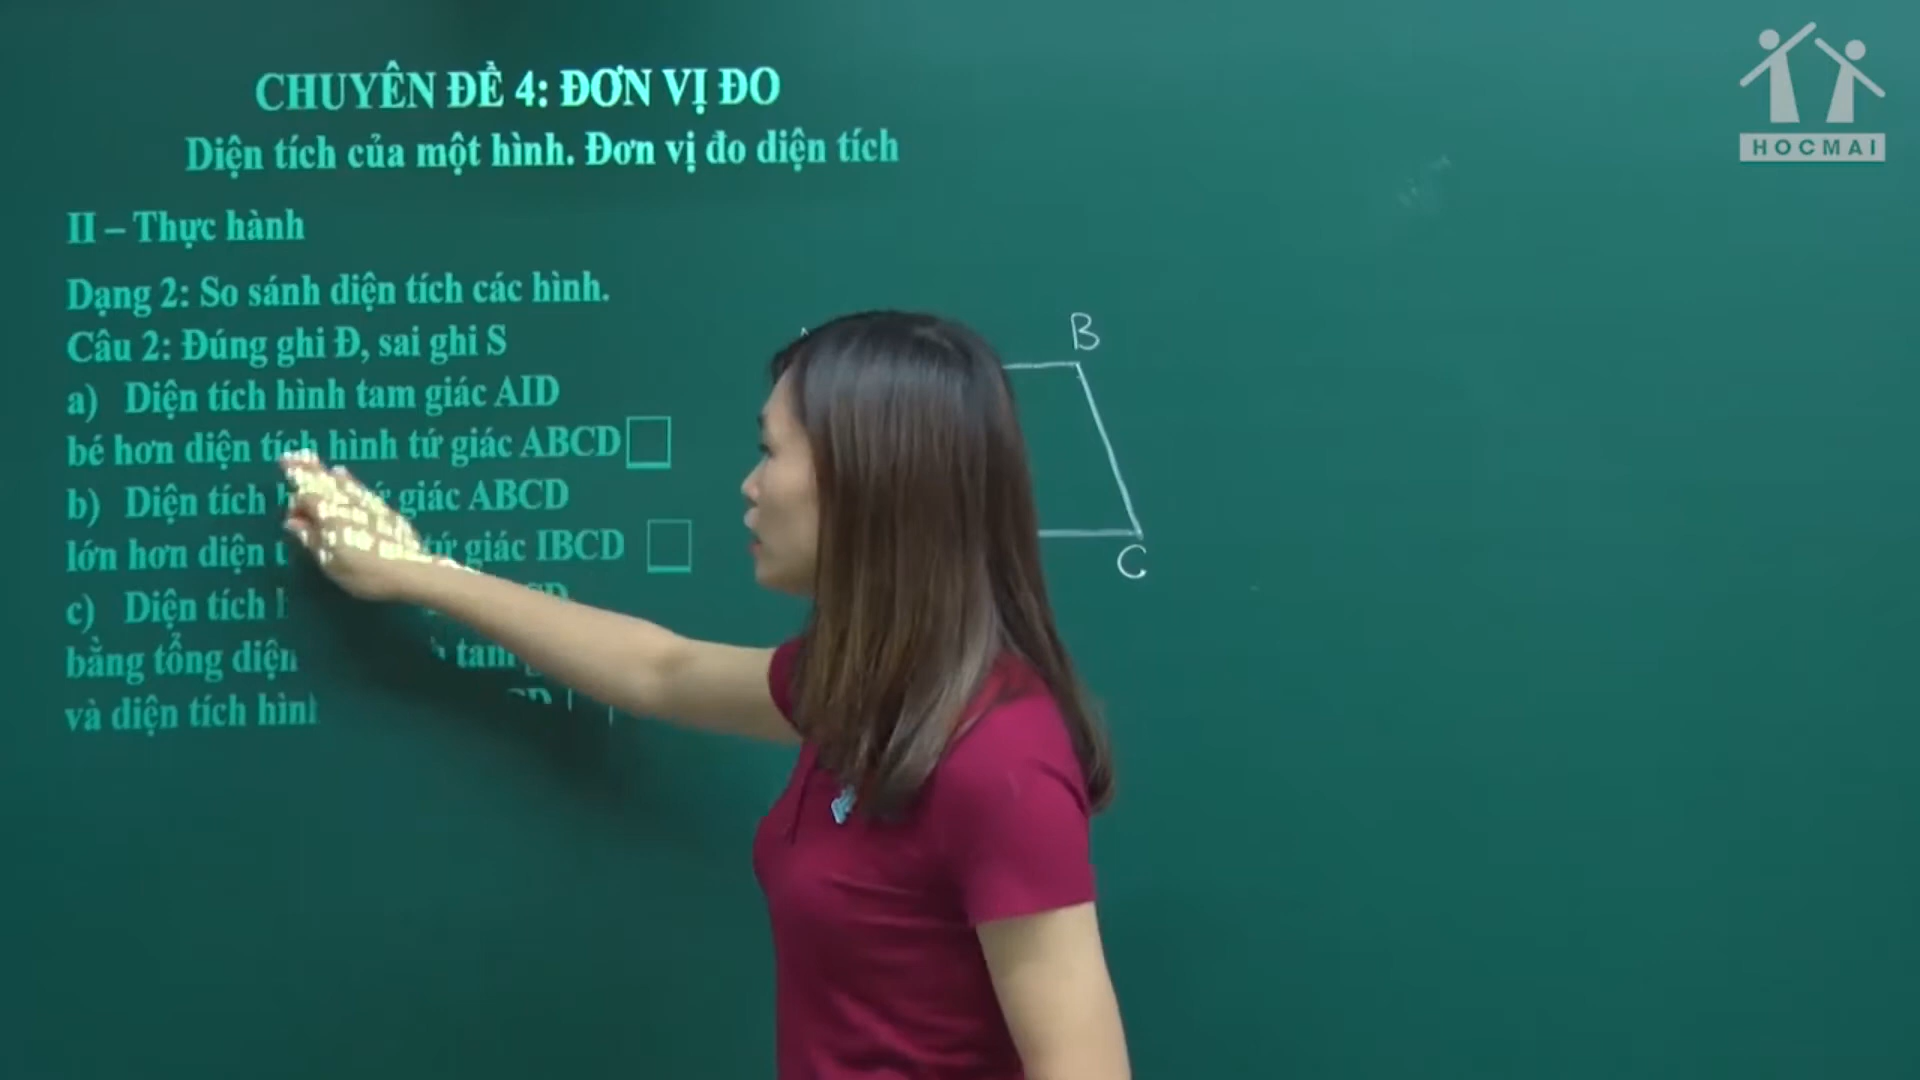 CHUYÊN ĐỀ 4: ĐƠN VỊ ĐO
Diện tích của một hình. Đơn vị đo diện tích
II – Thực hành
Dạng 2: So sánh diện tích các hình.
Câu 2: Đúng ghi Đ, sai ghi S
a) Diện tích hình tam giác AID
bé hơn diện tích hình tứ giác ABCD
b) Diện tích giác ABCD
lớn hơn diện tứ giác IBCD
c) Diện tích
bằng tổng diện tam
và diện tích hình
B
C
HOCMAI